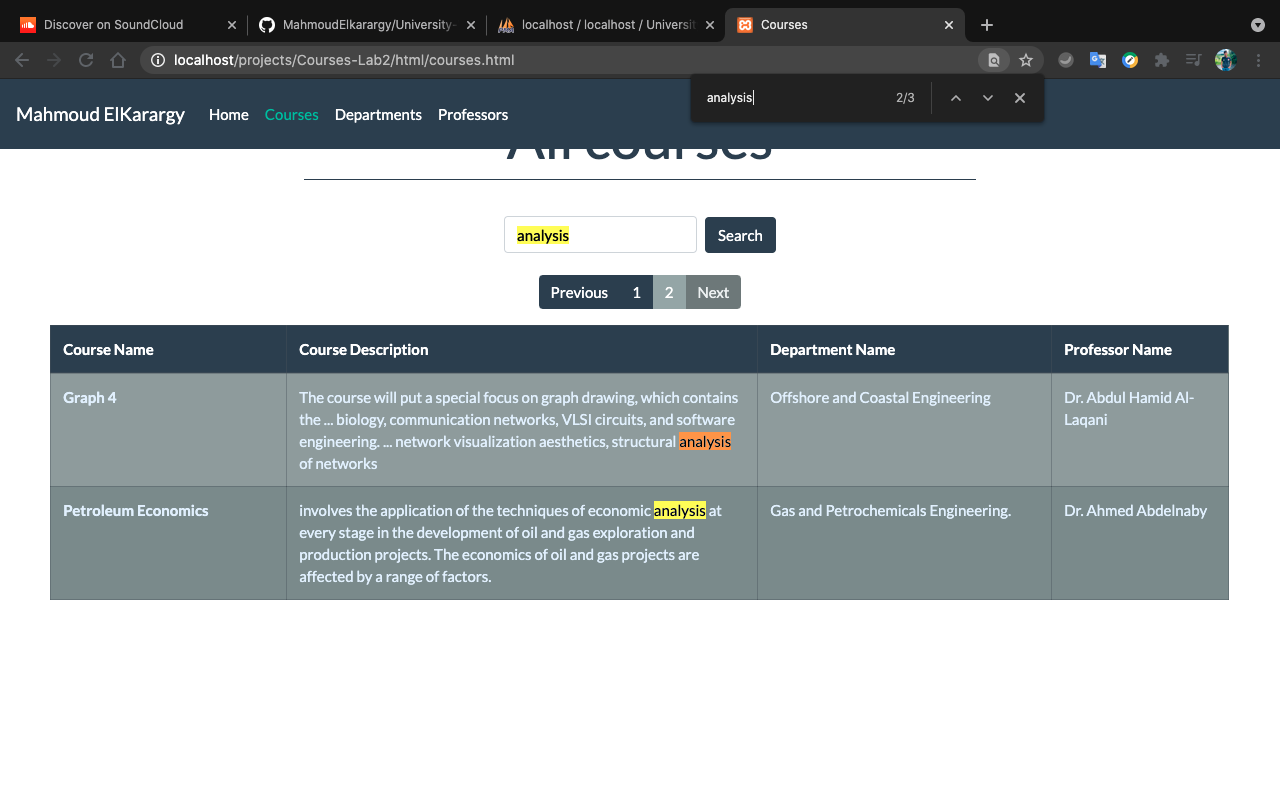 Discover on SoundCloud
MahmoudElkarargy/University-
localhost / localhost / Universit
Courses
localhost/projects/Courses-Lab2/html/courses.html
analysis
2/3
Mahmoud ElKarargy
Home
Courses
Departments
Professors
All courses
analysis
Search
Previous
1
2
Next
Course Name
Course Description
Department Name
Professor Name
Graph 4
The course will put a special focus on graph drawing, which contains
the ... biology, communication networks, VLSI circuits, and software
engineering. ... network visualization aesthetics, structural analysis
of networks
Offshore and Coastal Engineering
Dr. Abdul Hamid Al-
Laqani
Petroleum Economics
involves the application of the techniques of economic analysis at
every stage in the development of oil and gas exploration and
production projects. The economics of oil and gas projects are
affected by a range of factors.
Gas and Petrochemicals Engineering.
Dr. Ahmed Abdelnaby